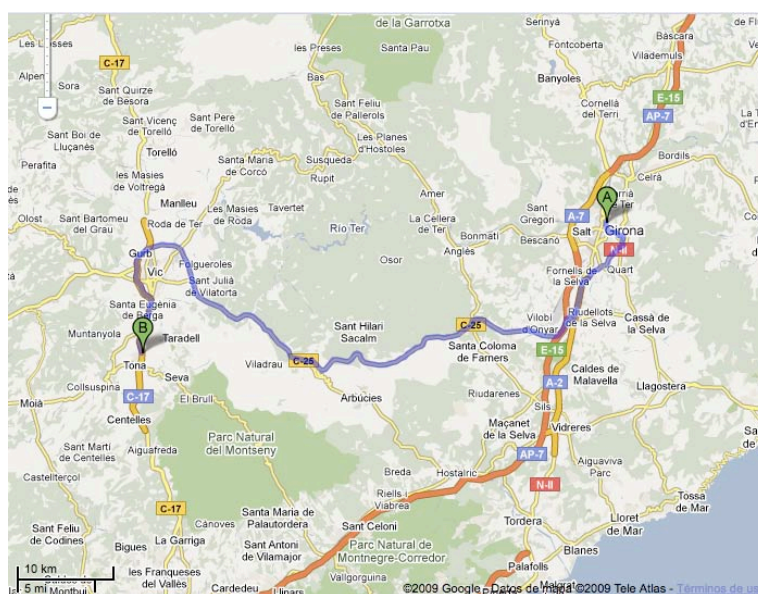 de la Garrotxa
Serinyà
Bàscara
les Preses
Santa Pau
Fontcoberta
Vilademuls
C-17
Bas
Banyoles
Sora
Sant Quirze
de Besora
E-15
Sant Feliu
de Pallerols
Cornellà
del Terri
AP-7
Sant Vicenç
de Torelló
Sant Pere
de Torelló
Sant Boi de
Lluçanès
Les Planes
d'Hostoles
Torelló
Bordils
Perafita
Santa Maria
de Corcó
Susqueda
Celrà
Rupit
les Masies
de Voltregà
Amer
A
de Ter
Manlleu
Tavertet
Sant
Gregori
A-7
Olost
Sant Bartomeu
del Grau
Roda de Ter
les Masies
de Roda
La Cellera
de Ter
Río Ter
Salt
Girona
Bonmatí
Bescanó
N-II
Anglès
Gurb
Folgueroles
Osor
Quart
Vic
Fornells de
la Selva
Sant Julià
de Vilatorta
Santa Eugènia
de Berga
Vilobí
d'Onyar
Riudellots
de la Selva
Cassà de
la Selva
B
Muntanyola
Taradell
Sant Hilari
Sacalm
C-25
Santa Coloma
de Farners
E-15
Viladrau
C-25
Caldes de
Malavella
Tona
Seva
A-2
Collsuspina
Llagostera
Riudarenes
C-17
El Brull
Arbúcies
Moià
Sils
Centelles
Maçanet
de la Selva
Vidreres
Parc Natural
del Montseny
Sant Martí
de Centelles
Aiguafreda
AP-7
Aiguaviva
Parc
Breda
Hostalric
Castellterçol
N-II
Riells i
Viabrea
Tossa
de Mar
C-17
Santa Maria de
Palautordera
Tordera
Lloret
de Mar
Cànoves
Sant Feliu
de Codines
Sant Celoni
La Garriga
Sant Antoni
de Vilamajor
Parc Natural de
Montnegre-Corredor
Blanes
Bigues
Palafolls
10 km
les Franqueses
del Vallès
Vallgorguina
5 mi
Cardedeu
©2009 Google - Datos de mapa ©2009 Tele Atlas - Términos de